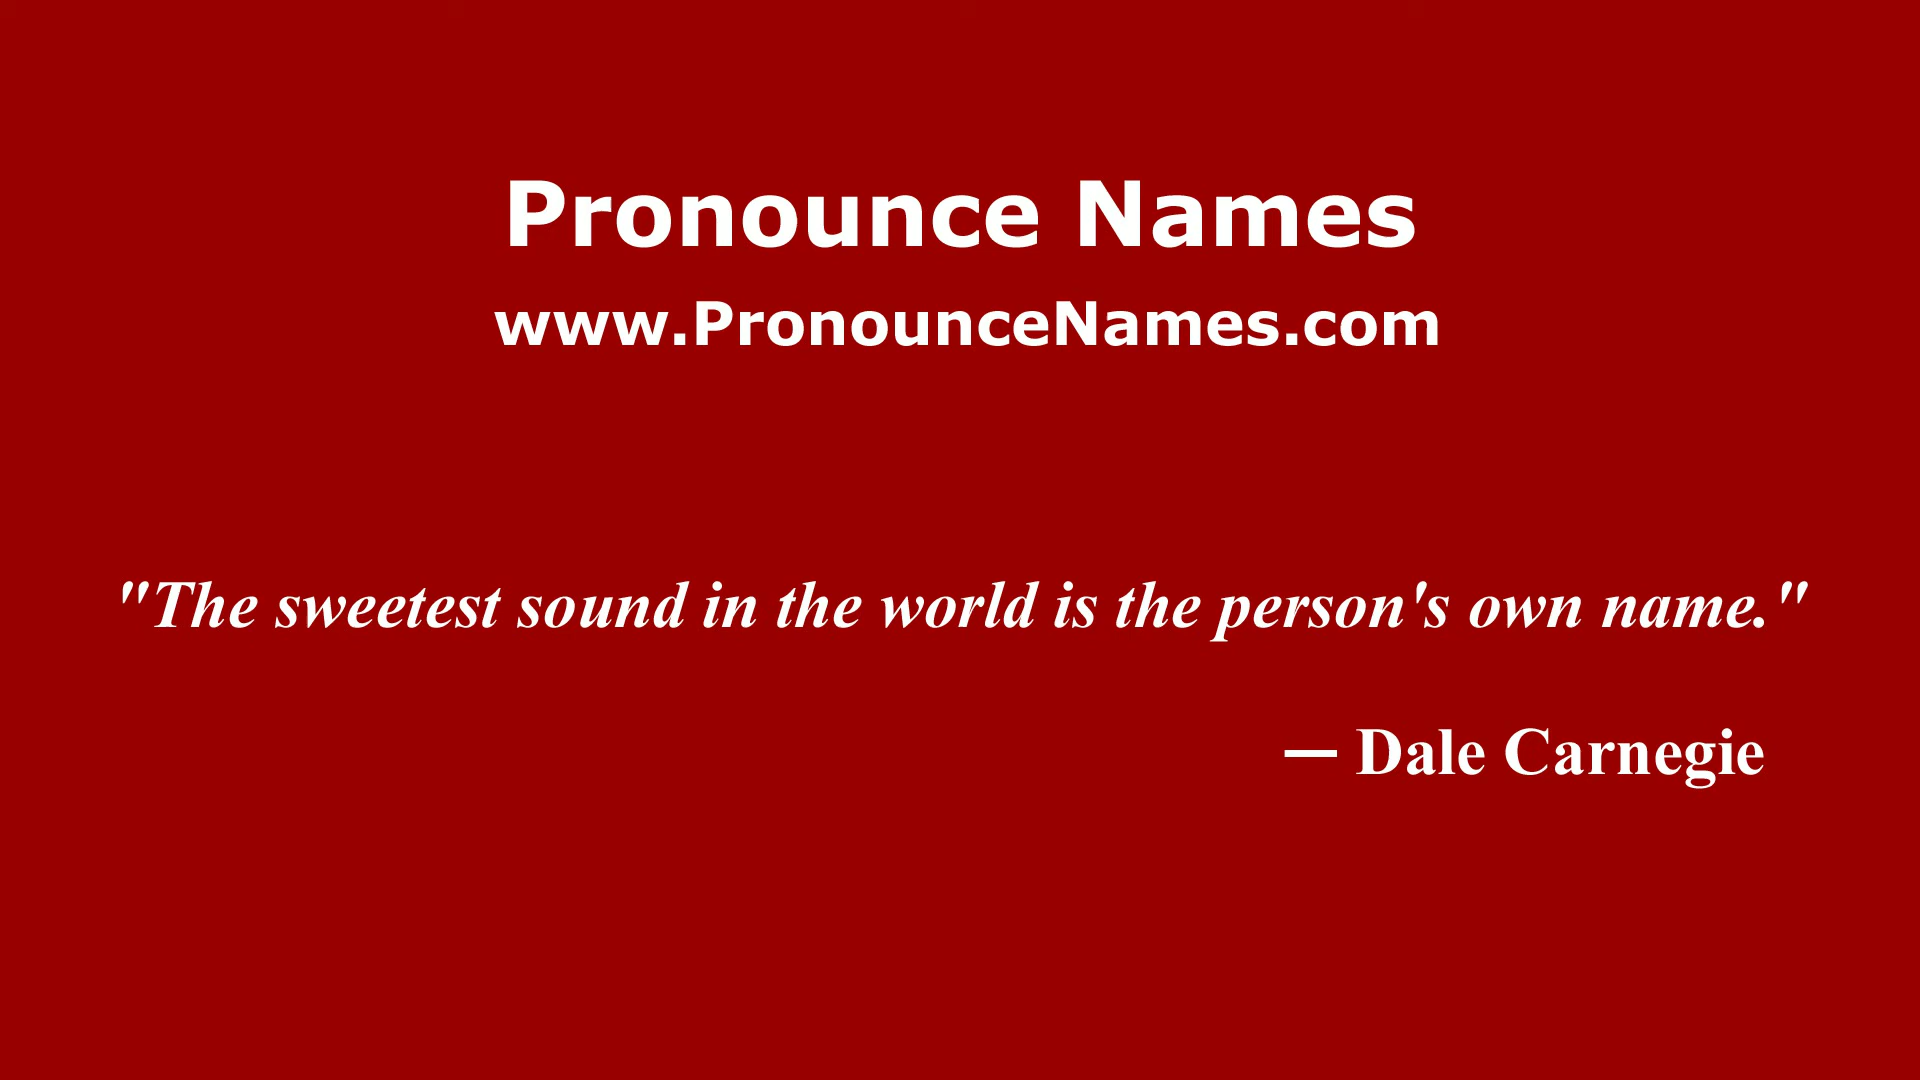 Pronounce Names
www.PronounceNames.com
"The sweetest sound in the world is the person's own name."
— Dale Carnegie